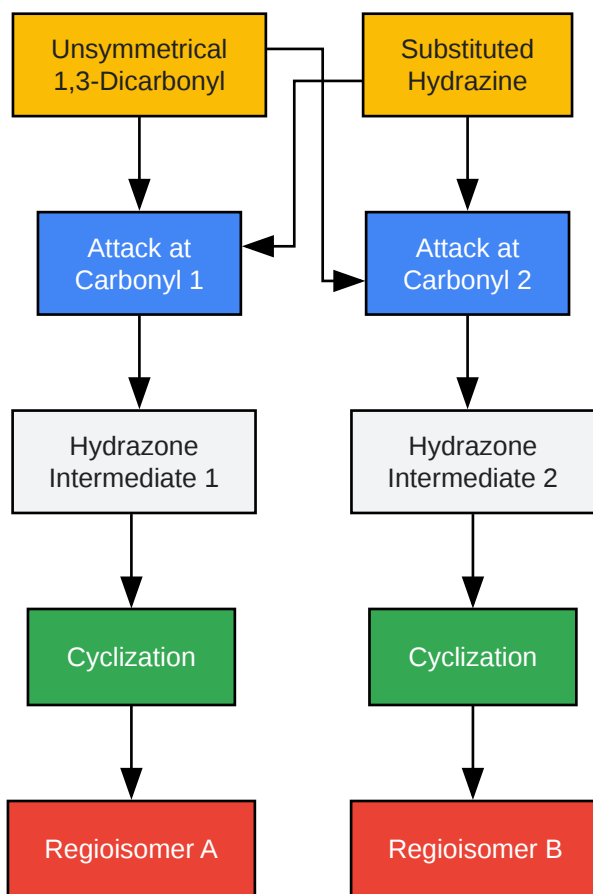 Unsymmetrical
1,3-Dicarbonyl
Substituted
Hydrazine
Attack at
Carbonyl 1
Attack at
Carbonyl 2
Hydrazone
Intermediate 1
Hydrazone
Intermediate 2
Cyclization
Cyclization
Regioisomer A
Regioisomer B